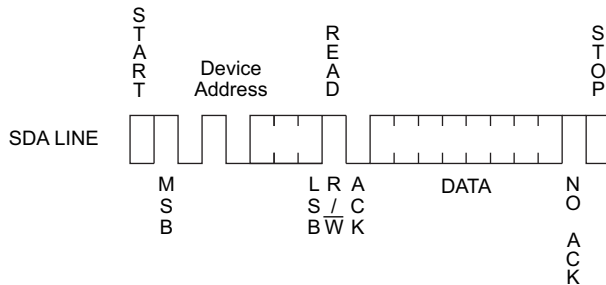 START
Device
Address
READ
STOP
SDA LINE
MSB
LSB
R/W
ACK
DATA
NO ACK